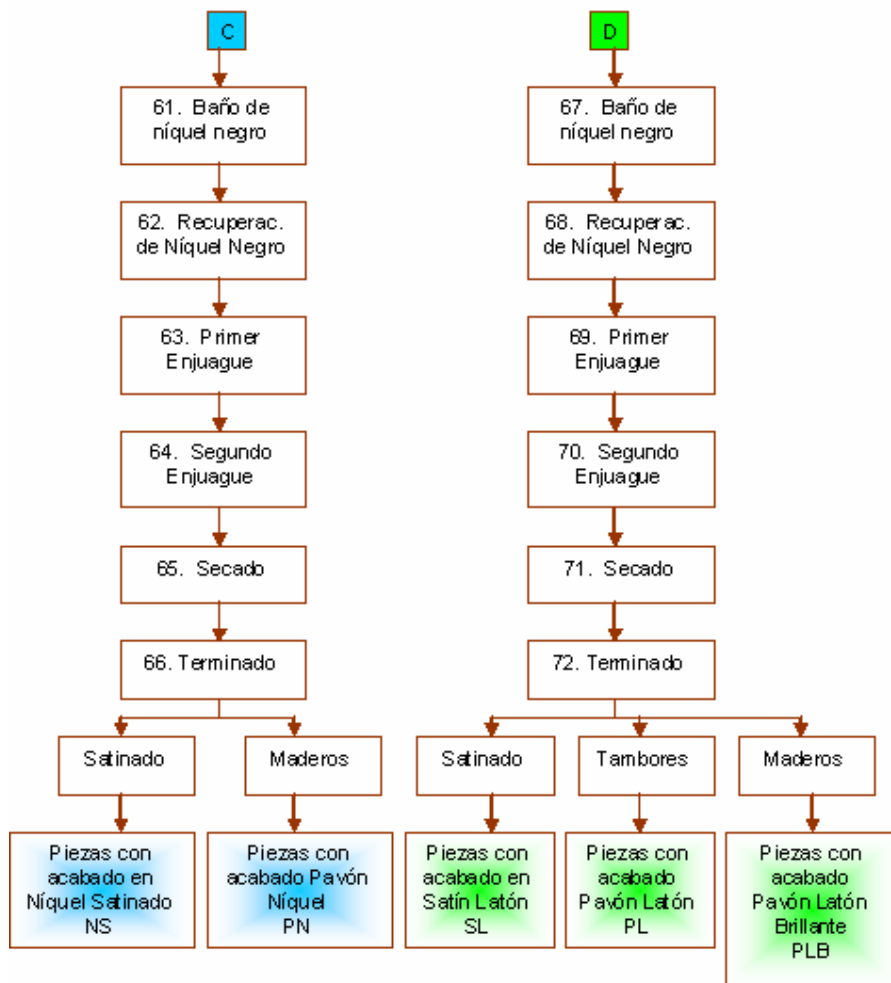 C
61. Baño de
níquel negro
62. Recuperac.
de Níquel Negro
63. Primer
Enjuague
64. Segundo
Enjuague
65. Secado
66. Terminado
Satinado
Maderos
Piezas con
acabado en
Níquel Satinado
NS
Piezas con
acabado Pavón
Níquel
PN
D
67. Baño de
níquel negro
68. Recuperac.
de Níquel Negro
69. Primer
Enjuague
70. Segundo
Enjuague
71. Secado
72. Terminado
Satinado
Tambores
Maderos
Piezas con
acabado en
Satín Latón
SL
Piezas con
acabado
Pavón Latón
PL
Piezas con
acabado
Pavón Latón
Brillante
PLB